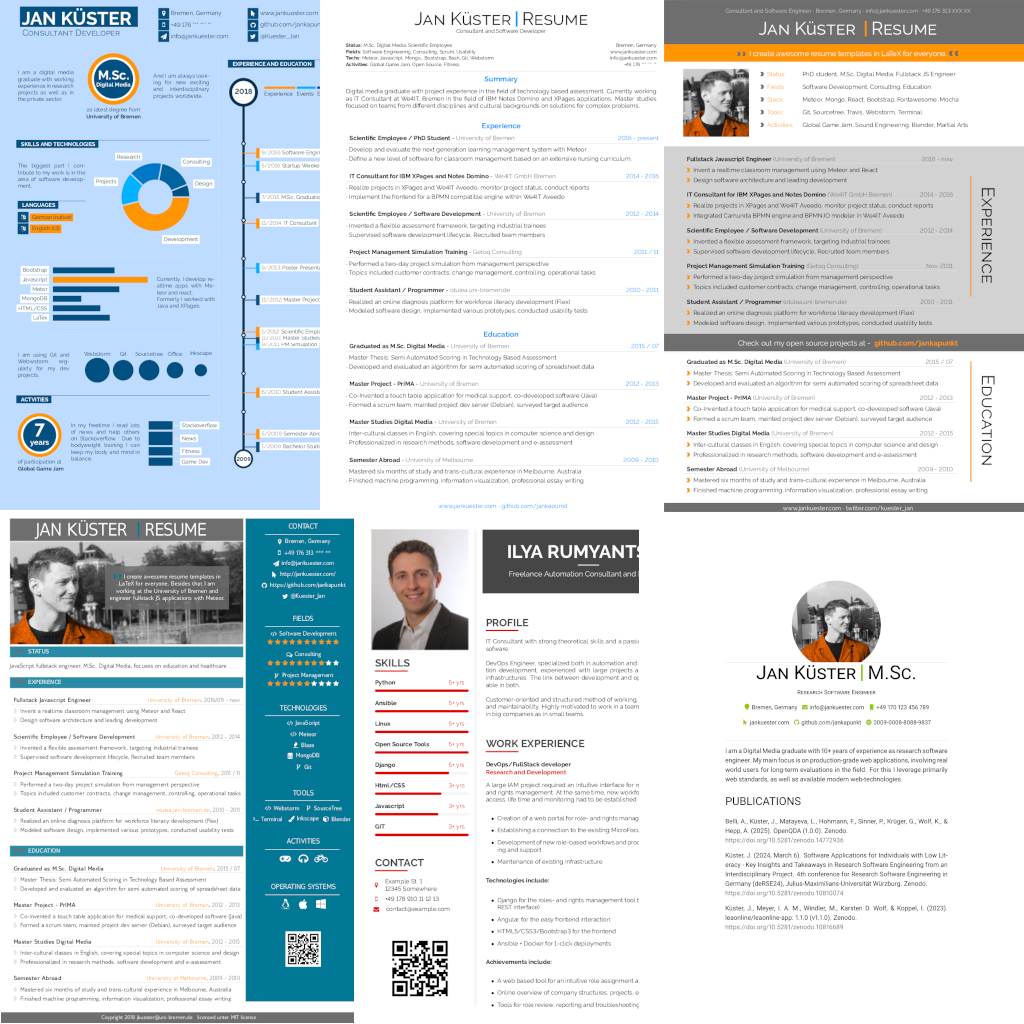 JAN KÜSTER
CONSULTANT DEVELOPER
Bremen, Germany
+49 176 *** ** **
info@jankuester.com
www.jankuester.com
github.com/jankapunkt
@Kuester_Jan
I am a digital media
graduate with working
experience in research
projects as well as in
the private sector.
M.Sc.
Digital Media
as latest degree from
University of Bremen
And I am always look-
ing for new exciting
and interdisciplinary
projects worldwide.
EXPERIENCE AND EDUCATION
2018
Experience
Events
SKILLS AND TECHNOLOGIES
The biggest part I con-
tribute to my work is in the
area of software develop-
ment.
Research
Consulting
Projects
Design
Development
LANGUAGES
German (native)
Bootstrap
Javascript
Meteor
MongoDB
HTML/CSS
LaTex
Currently, I develop re-
altime apps with Me-
teor and react.
Formerly I worked with
Java and XPages.
I am using Git and
Webstorm reg-
ularly for my dev
projects.
Webstorm
Git
Sourcetree
Office
Inkscape
ACTIVITIES
7
years
of participation at
Global Game Jam
In my freetime I read lots
of news and help others
on Stackoverflow. Due to
bodyweight training I can
keep my body and mind in
balance.
Stackoverflow
News
Fitness
Game Dev
2009
JAN KÜSTER | RESUME
Consultant and Software Developer
Status: M.Sc. Digital Media, Scientific Employee
Fields: Software Engineering, Consulting, Scrum, Usability
Techs: Meteor, Javascript, Mongo, Bootstrap, Bash, Git, Webstorm
Activities: Global Game Jam, Open Source, Fitness
Bremen, Germany
www.jankuester.com
info@jankuester.com
+49 176 *** ** **
Summary
Digital media graduate with project experience in the field of technology based assessment. Currently working
as IT Consultant at We4IT, Bremen in the field of IBM Notes Domino and XPages applications. Master studies
focused on teams from different disciplines and cultural backgrounds on solutions for complex problems.
Experience
Scientific Employee / PhD Student - University of Bremen 2016 - present
· Develop and evaluate the next generation learning management system with Meteor
· Define a new level of software for classroom management based on an extensive nursing curriculum.
IT Consultant for IBM XPages and Notes Domino - We4IT GmbH Bremen 2014 - 2016
· Realize projects in XPages and We4IT Aveedo, monitor project status, conduct reports
· Implement the frontend for a BPMN compatible engine within We4IT Aveedo
Scientific Employee / Software Development - University of Bremen 2012 - 2014
· Invented a flexible assessment framework, targeting industrial trainees
· Supervised software development lifecycle, Recruited team members
Project Management Simulation Training - Getoq Consulting 2011 / 11
· Performed a two-day project simulation from management perspective
· Topics included customer contracts, change management, controlling, operational tasks
Student Assistant / Programmer - otulea.uni-bremen.de 2010 - 2011
· Realized an online diagnosis platform for workforce literacy development (Flex)
· Modeled software design, implemented various prototypes, conducted usability tests
Education
Graduated as M.Sc. Digital Media - University of Bremen 2015 / 07
· Master Thesis: Semi Automated Scoring in Technology Based Assessment
· Developed and evaluated an algorithm for semi automated scoring of spreadsheet data
Master Project - PriMA - University of Bremen 2012 - 2013
· Co-Invented a touch table application for medical support, co-developed software (Java)
· Formed a scrum team, mainted project dev server (Debian), surveyed target audience
Master Studies Digital Media - University of Bremen 2012 - 2015
· Inter-cultural classes in English, covering special topics in computer science and design
· Professionalized in research methods, software development and e-assessment
Semester Abroad - University of Melbourne 2009 - 2010
· Mastered six months of study and trans-cultural experience in Melbourne, Australia
· Finished machine programming, information visualization, professional essay writing
www.jankuester.com · github.com/jankapunkt
Consultant and Software Engineer · Bremen, Germany · info@jankuester.com · +49 176 313 XXX XX
JAN KÜSTER | RESUME
I create awesome resume templates in LaTeX for everyone.
Status: PhD student, M.Sc. Digital Media, Fullstack JS Engineer
Fields: Software Development, Consulting, Education
Stack: Meteor, Mongo, React, Bootstrap, Fontawesome, Mocha
Tools: Git, Sourcetree, Travis, Webstorm, Terminal
Activities: Global Game Jam, Sound Engineering, Blender, Martial Arts
EXPERIENCE
Fullstack Javascript Engineer (University of Bremen) 2016 - now
Invent a realtime classroom management using Meteor and React
Design software architecture and leading development
IT Consultant for IBM XPages and Notes Domino (We4IT GmbH Bremen) 2014 - 2016
Realize projects in XPages and We4IT Aveedo, monitor project status, conduct reports
Integrated Camunda BPMN engine and BPMN.IO modeler in We4IT Aveedo
Scientific Employee / Software Development (University of Bremen) 2012 - 2014
Invented a flexible assessment framework, targeting industrial trainees
Supervised software development lifecycle, Recruited team members
Project Management Simulation Training (Getoq Consulting) Nov. 2011
Performed a two-day project simulation from management perspective
Topics included customer contracts, change management, controlling, operational tasks
Student Assistant / Programmer (otulea.uni-bremen.de) 2010 - 2011
Realized an online diagnosis platform for workforce literacy development (Flex)
Modeled software design, implemented various prototypes, conducted usability tests
Check out my open source projects at - github.com/jankapunkt
EDUCATION
Graduated as M.Sc. Digital Media (University of Bremen) 2015 / 07
Master Thesis: Semi Automated Scoring in Technology Based Assessment
Developed and evaluated an algorithm for semi automated scoring of spreadsheet data
Master Project - PriMA (University of Bremen) 2012 - 2013
Co-Invented a touch table application for medical support, co-developed software (Java)
Formed a scrum team, mainted project dev server (Debian), surveyed target audience
Master Studies Digital Media (University of Bremen) 2012 - 2015
Inter-cultural classes in English, covering special topics in computer science and design
Professionalized in research methods, software development and e-assessment
Semester Abroad (University of Melbourne) 2009 - 2010
Mastered six months of study and trans-cultural experience in Melbourne, Australia
Finished machine programming, information visualization, professional essay writing
www.jankuester.com · twitter.com/kuester_jan
JAN KÜSTER | RESUME
I create awesome resume templates in
LaTeX for everyone. Besides that I am
working at the University of Bremen and
engineer fullstack JS applications with Meteor.
STATUS
JavaScript fullstack engineer, M.Sc. Digital Media, focuses on education and healthcare
EXPERIENCE
Fullstack Javascript Engineer University of Bremen, 2016/09 - now
Invent a realtime classroom management using Meteor and React
Design software architecture and leading development
Scientific Employee / Software Development University of Bremen, 2012 - 2014
Invented a flexible assessment framework, targeting industrial trainees
Supervised software development lifecycle, Recruited team members
Project Management Simulation Training Getoq Consulting, 2011 / 11
Performed a two-day project simulation from management perspective
Topics included customer contracts, change management, controlling, operational tasks
Student Assistant / Programmer otulea.uni-bremen.de, 2010 - 2011
Realized an online diagnosis platform for workforce literacy development (Flex)
Modeled software design, implemented various prototypes, conducted usability tests
EDUCATION
Graduated as M.Sc. Digital Media University of Bremen, 2015 / 07
Master Thesis: Semi Automated Scoring in Technology Based Assessment
Developed and evaluated an algorithm for semi automated scoring of spreadsheet data
Master Project - PriMA University of Bremen, 2012 - 2013
Co-Invented a touch table application for medical support, co-developed software (Java)
Formed a scrum team, mainted project dev server (Debian), surveyed target audience
Master Studies Digital Media University of Bremen, 2012 - 2015
Inter-cultural classes in English, covering special topics in computer science and design
Professionalized in research methods, software development and e-assessment
Semester Abroad University of Melbourne, 2009 - 2010
Mastered six months of study and trans-cultural experience in Melbourne, Australia
Finished machine programming, information visualization, professional essay writing
Copyright 2018 jkuester@uni-bremen.de licensed under MIT license
CONTACT
Bremen, Germany
+49 176 313 *** **
info@jankuester.com
http://jankuester.com/
https://github.com/jankapunkt
@Kuester_Jan
FIELDS
Software Development
Consulting
Project Management
TECHNOLOGIES
JavaScript
Meteor
Blaze
MongoDB
Git
TOOLS
Webstorm SourceTree
Terminal Inkscape Blender
ACTIVITIES
OPERATING SYSTEMS
SKILLS
Python 5+ yrs
Ansible 5+ yrs
Linux 5+ yrs
Open Source Tools 5+ yrs
Django 5+ yrs
Html/CSS 3+ yrs
Javascript 3+ yrs
GIT 3+ yrs
CONTACT
Example St. 1
12345 Somewhere
+49 178 910 11 12 13
contact@example.com
ILYA RUMYANTS
Freelance Automation Consultant and
PROFILE
IT Consultant with strong theoretical skills and a passi
software.
DevOps Engineer, specialized both in automation and
tion development, experienced with large projects a
infrastructures. The link between development and op
able in both.
Customer-oriented and structured method of working,
and maintainability. Highly motivated to work in a team
in big companies as in small teams.
WORK EXPERIENCE
DevOps/FullStack developer
Research and Development
A large IAM project required an intuitive interface for r
and rights management. At the same time, new workfl
access, life time and monitoring had to be established
Creation of a web portal for role- and rights manag
Establishing a connection to the existing MicroFocu
Development of new role-based workflows and proc
ing and support.
Maintenance of existing infrastructure
Technologies include:
Django for the roles- and rights management tool b
REST interface)
Angular for the easy frontend interaction
HTML5/CSS3/Bootstrap3 for the frontend
Ansible + Docker for 1-click deployments
Achievements include:
A web based tool for an intuitive role assignment a
Online overview of company structures, projects, e
Tools for role review, reporting and troubleshooting
JAN KÜSTER | M.SC.
RESEARCH SOFTWARE ENGINEER
Bremen, Germany info@jankuester.com +49 170 123 456 789
jankuester.com github.com/jankapunkt 0009-0008-8088-9837
I am a Digital Media graduate with 10+ years of experience as research software
engineer. My main focus is on production-grade web applications, involving real
world users for long-term evaluations in the field. For this I leverage primarily
web standards, as well as available modern web-technologies.
PUBLICATIONS
Belli, A., Küster, J., Matayeva, L., Hohmann, F., Sinner, P., Krüger, G., Wolf, K., &
Hepp, A. (2025). OpenQDA (1.0.0). Zenodo.
https://doi.org/10.5281/zenodo.14772936
Küster, J. (2024, March 6). Software Applications for Individuals with Low Lit-
eracy - Key Insights and Takeaways in Research Software Engineering from an
Interdisciplinary Project. 4th conference for Research Software Engineering in
Germany (deRSE24), Julius-Maximilians-Universität Würzburg. Zenodo.
https://doi.org/10.5281/zenodo.10810074
Küster, J., Meyer, I. A. M., Windler, M., Karsten D. Wolf, & Koppel, I. (2023).
leaonline/leaonline-app: 1.1.0 (v1.1.0). Zenodo.
https://doi.org/10.5281/zenodo.10816689